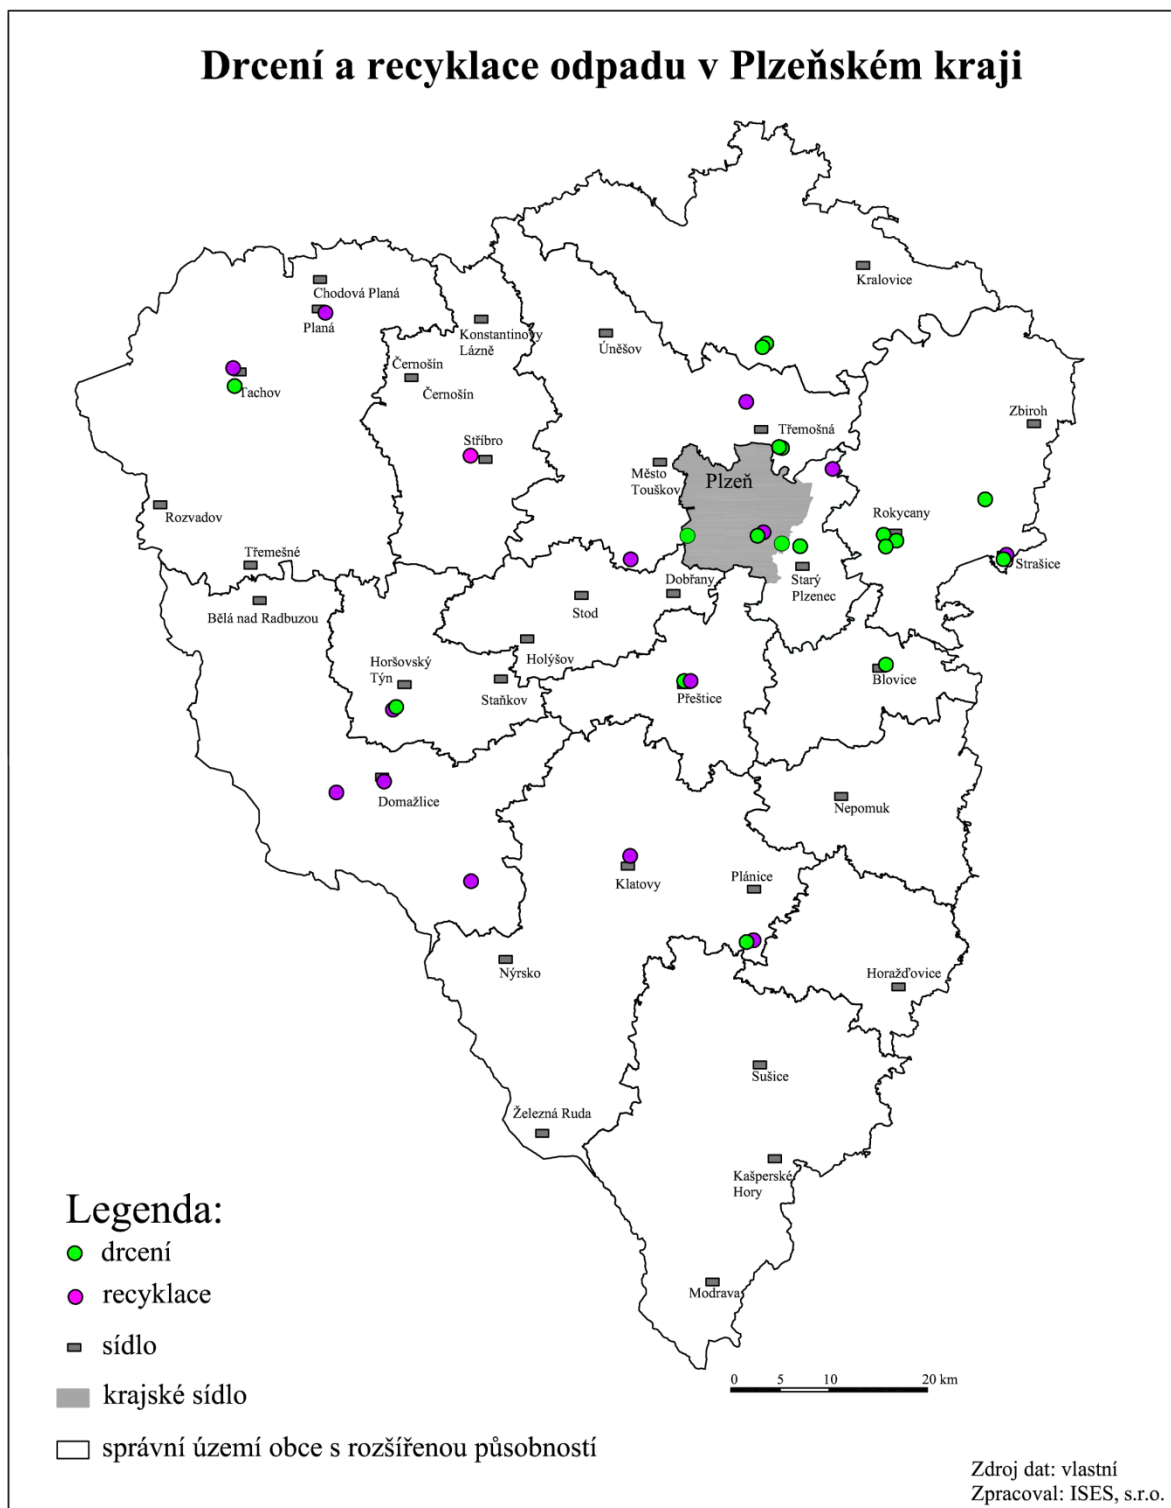 Drcení a recyklace odpadu v Plzeňském kraji
Kralovice
Chodová Planá
Planá
Konstantinovy
Lázně
Úněšov
Černošín
Černošín
Tachov
Zbiroh
Třemošná
Stříbro
Město
Touškov
Plzeň
Rozvadov
Rokycany
Třemešné
Strašice
Starý
Plzenec
Dobřany
Bělá nad Radbuzou
Stod
Holýšov
Horšovský
Týn
Staňkov
Přeštice
Blovice
Domažlice
Nepomuk
Klatovy
Plánice
Nýrsko
Horažďovice
Sušice
Železná Ruda
Kašperské
Hory
Modrava
Legenda:
drcení
recyklace
sídlo
krajské sídlo
správní území obce s rozšířenou působností
0 5 10 20 km
Zdroj dat: vlastní
Zpracoval: ISES, s.r.o.